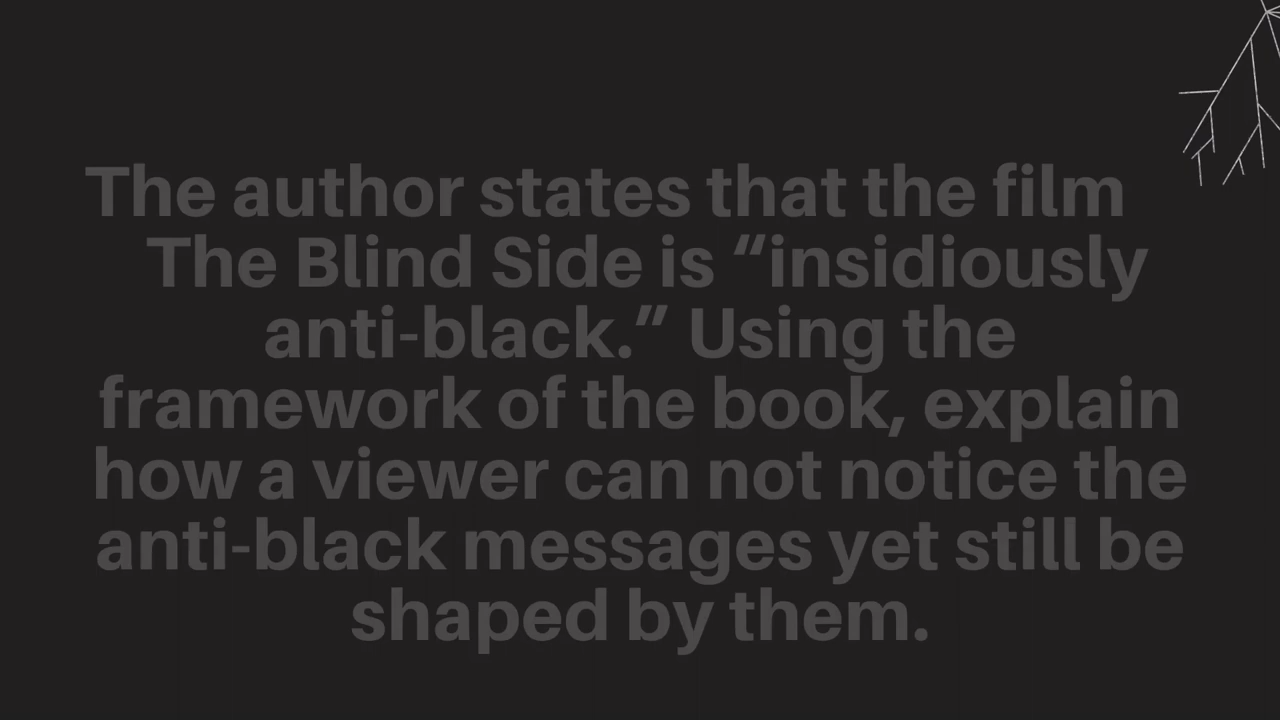 The author states that the film
The Blind Side is “insidiously
anti-black.” Using the
framework of the book, explain
how a viewer can not notice the
anti-black messages yet still be
shaped by them.